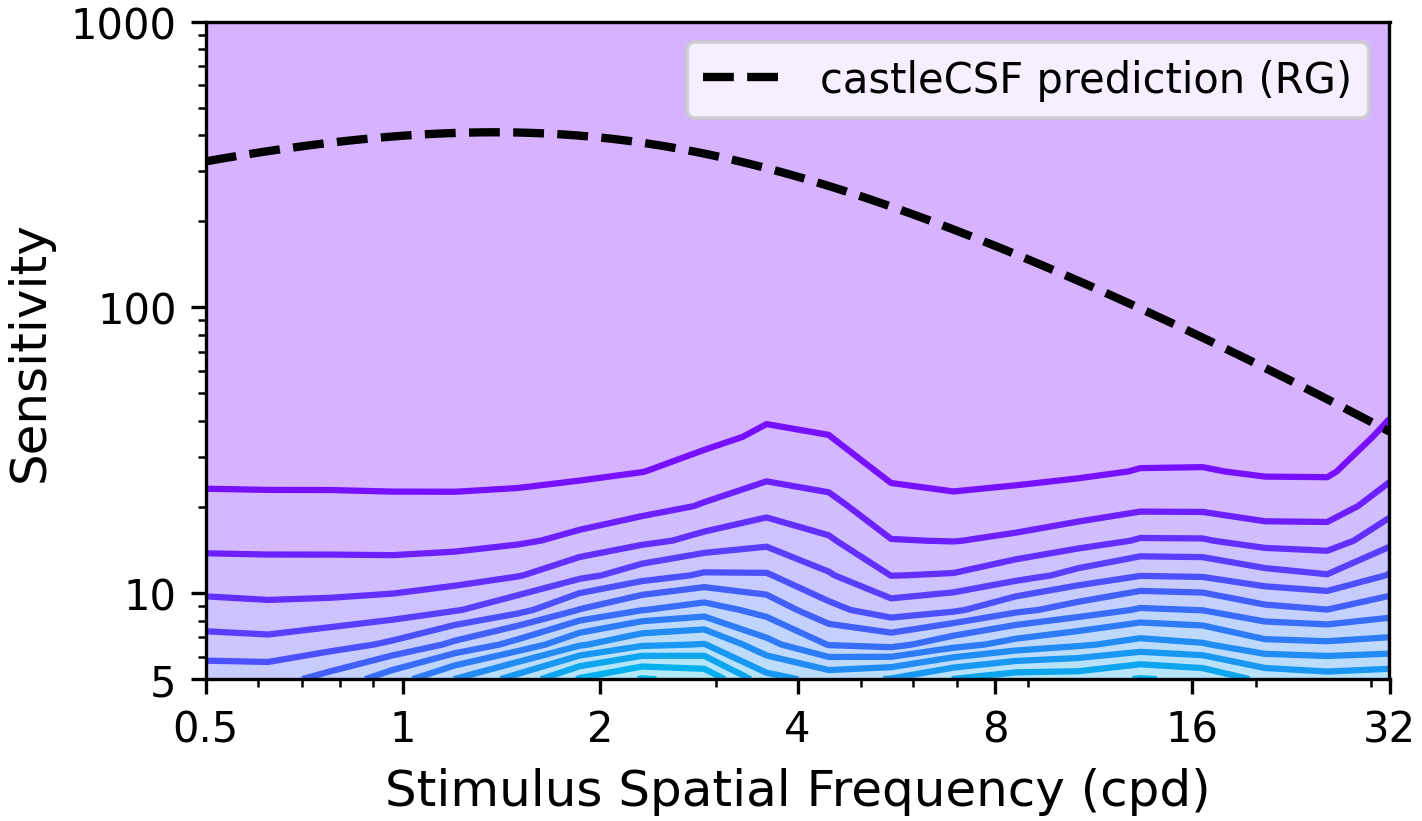 1000
castleCSF prediction (RG)
Sensitivity
100
10
5
0.5 1 2 4 8 16 32
Stimulus Spatial Frequency (cpd)